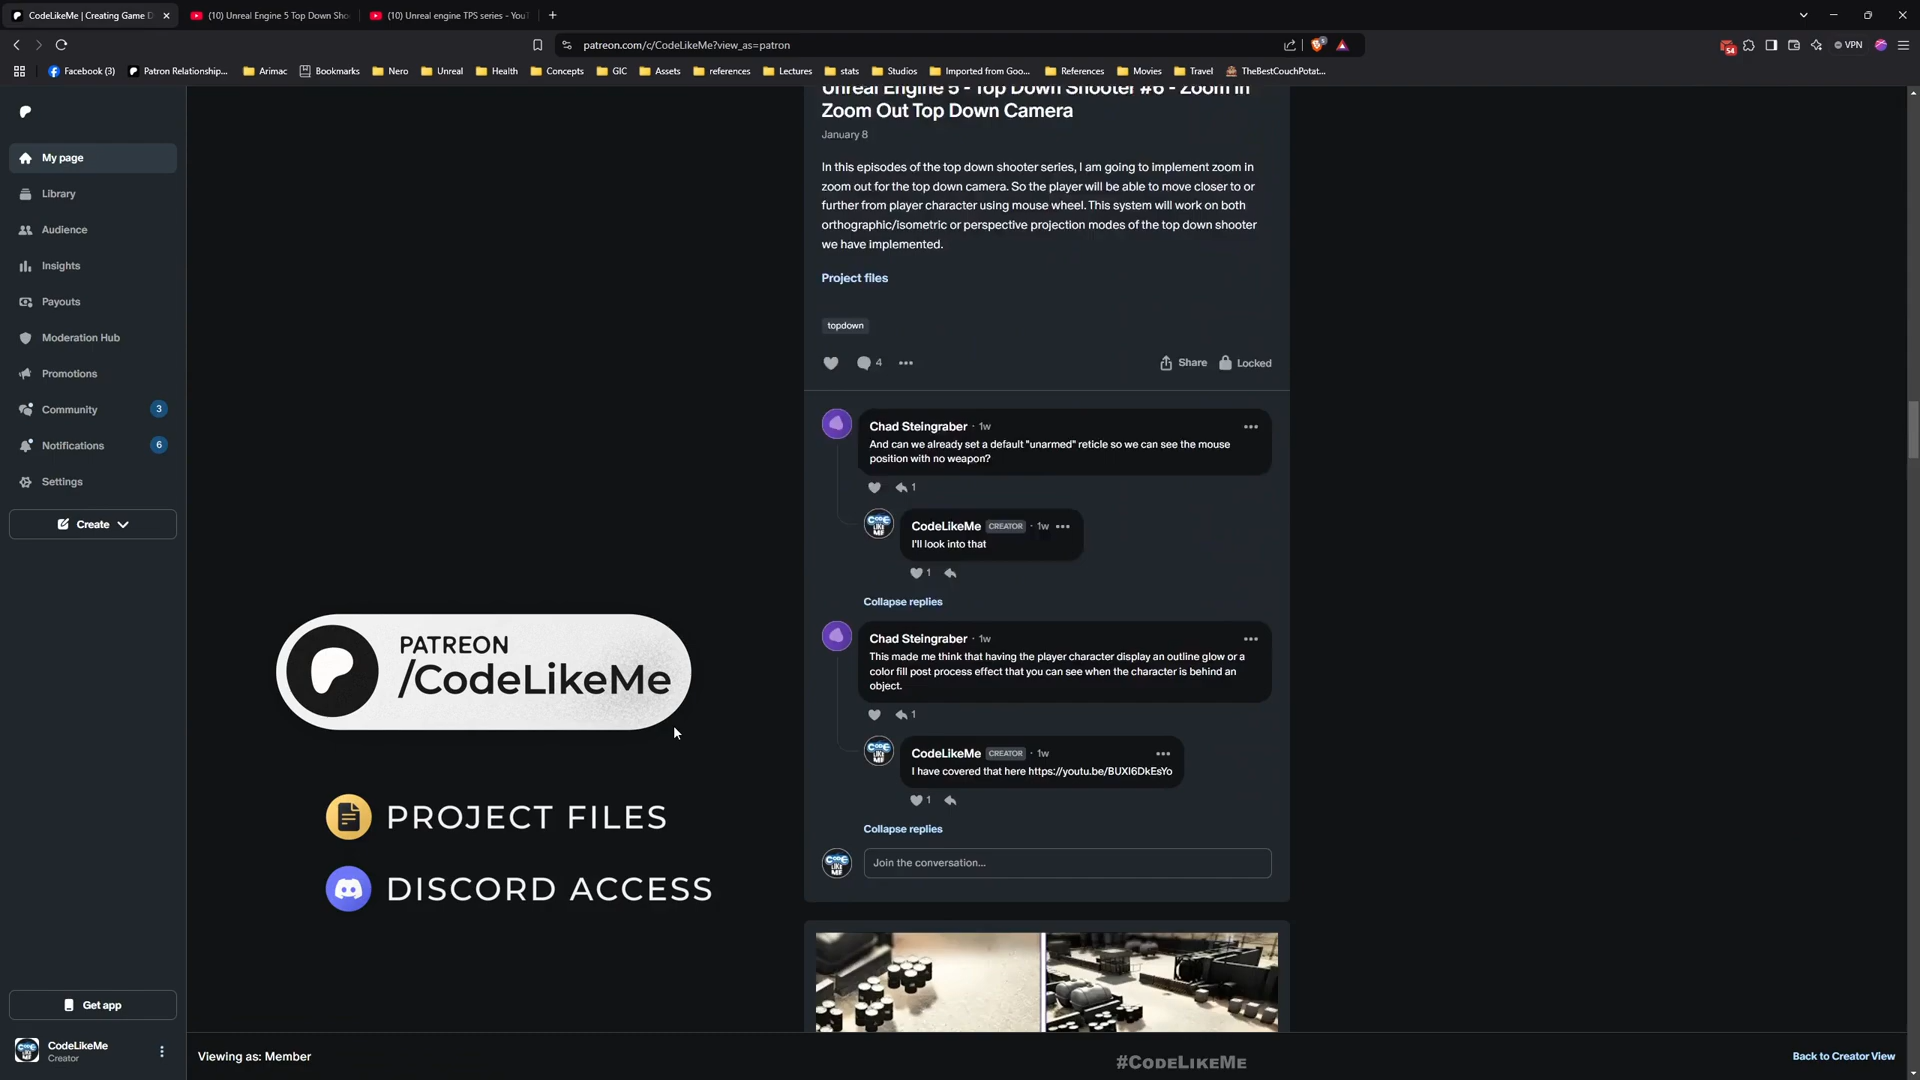 CodeLikeMe | Creating Game D
(10) Unreal Engine 5 Top Down Sho
(10) Unreal engine TPS series - YouT
patreon.com/c/CodeLikeMe?view_as=patron
54
5
VPN
Facebook (3)
Patron Relationship...
Arimac
Bookmarks
Nero
Unreal
Health
Concepts
GIC
Assets
references
Lectures
stats
Studios
Imported from Goo...
References
Movies
Travel
TheBestCouchPotat...
My page
Library
Audience
Insights
Payouts
Moderation Hub
Promotions
Community
3
Notifications
6
Settings
Create
Get app
CodeLikeMe
Creator
Unreal Engine 5 - Top Down Shooter #6 - Zoom In
Zoom Out Top Down Camera
January 8
In this episodes of the top down shooter series, I am going to implement zoom in
zoom out for the top down camera. So the player will be able to move closer to or
further from player character using mouse wheel. This system will work on both
orthographic/isometric or perspective projection modes of the top down shooter
we have implemented.
Project files
topdown
4
Share
Locked
Chad Steingraber · 1w
And can we already set a default "unarmed" reticle so we can see the mouse
position with no weapon?
1
CodeLikeMe CREATOR · 1w
I'll look into that
1
Collapse replies
Chad Steingraber · 1w
This made me think that having the player character display an outline glow or a
color fill post process effect that you can see when the character is behind an
object.
1
CodeLikeMe CREATOR · 1w
I have covered that here https://youtu.be/BUXI6DkEsYo
1
Collapse replies
Join the conversation...
PATREON
/CodeLikeMe
PROJECT FILES
DISCORD ACCESS
Viewing as: Member
#CODELIKEME
Back to Creator View